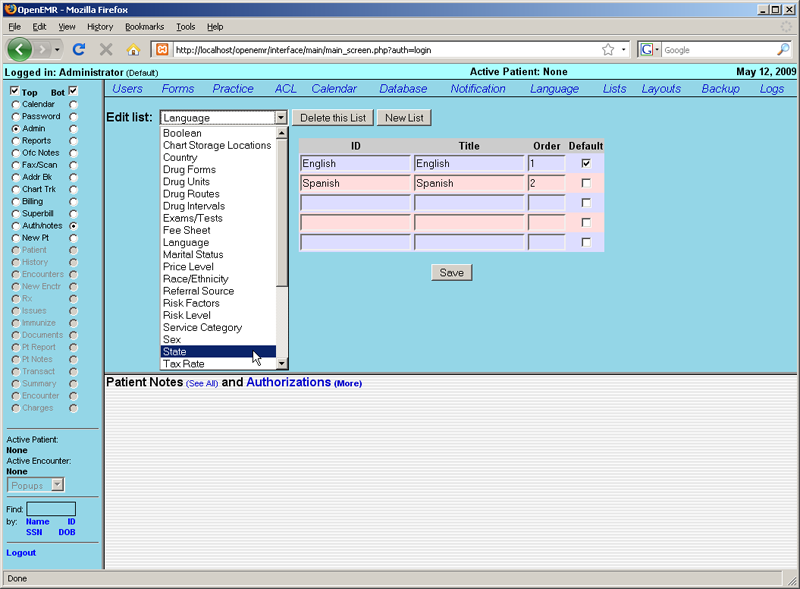 OpenEMR - Mozilla Firefox
File Edit View History Bookmarks Tools Help
http://localhost/openemr/interface/main/main_screen.php?auth=login
G Google
Logged in: Administrator (Default) Active Patient: None May 12, 2009
Top Bot
Calendar
Password
Admin
Reports
Ofc Notes
Fax/Scan
Addr Bk
Chart Trk
Billing
Superbill
Auth/notes
New Pt
Patient
History
Encounters
New Enctr
Rx
Issues
Immunize
Documents
Pt Report
Pt Notes
Transact
Summary
Encounter
Charges
Active Patient:
None
Active Encounter:
None
Popups
Find:
by: Name ID
SSN DOB
Logout
Users Forms Practice ACL Calendar Database Notification Language Lists Layouts Backup Logs
Edit list: Language Delete this List New List
Boolean
Chart Storage Locations
Country
Drug Forms
Drug Units
Drug Routes
Drug Intervals
Exams/Tests
Fee Sheet
Language
Marital Status
Price Level
Race/Ethnicity
Referral Source
Risk Factors
Risk Level
Service Category
Sex
State
Tax Rate
ID Title Order Default
English English 1
Spanish Spanish 2
Save
Patient Notes (See All) and Authorizations (More)
Done